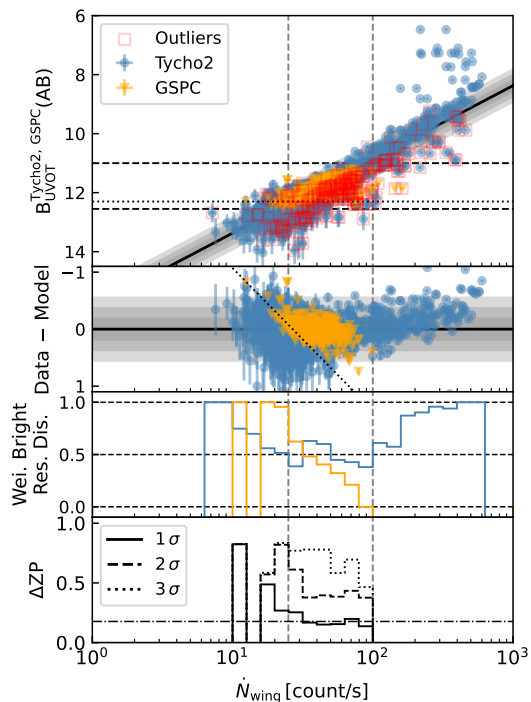 6
8
10
12
14
B^{Tycho2, GSPC}_{UVOT}(AB)
Outliers
Tycho2
GSPC
−1
0
1
Data − Model
1.0
0.5
0.0
Wei. Bright
Res. Dis.
1.0
0.5
0.0
ΔZP
1 σ
2 σ
3 σ
10^0
10^1
10^2
10^3
Ṅ_{wing} [count/s]